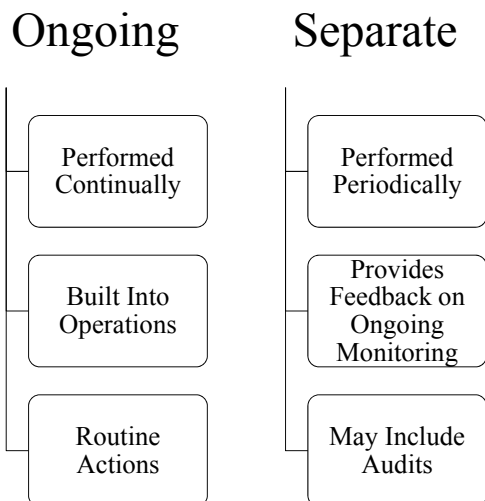 Ongoing
Performed
Continually
Built Into
Operations
Routine
Actions
Separate
Performed
Periodically
Provides
Feedback on
Ongoing
Monitoring
May Include
Audits